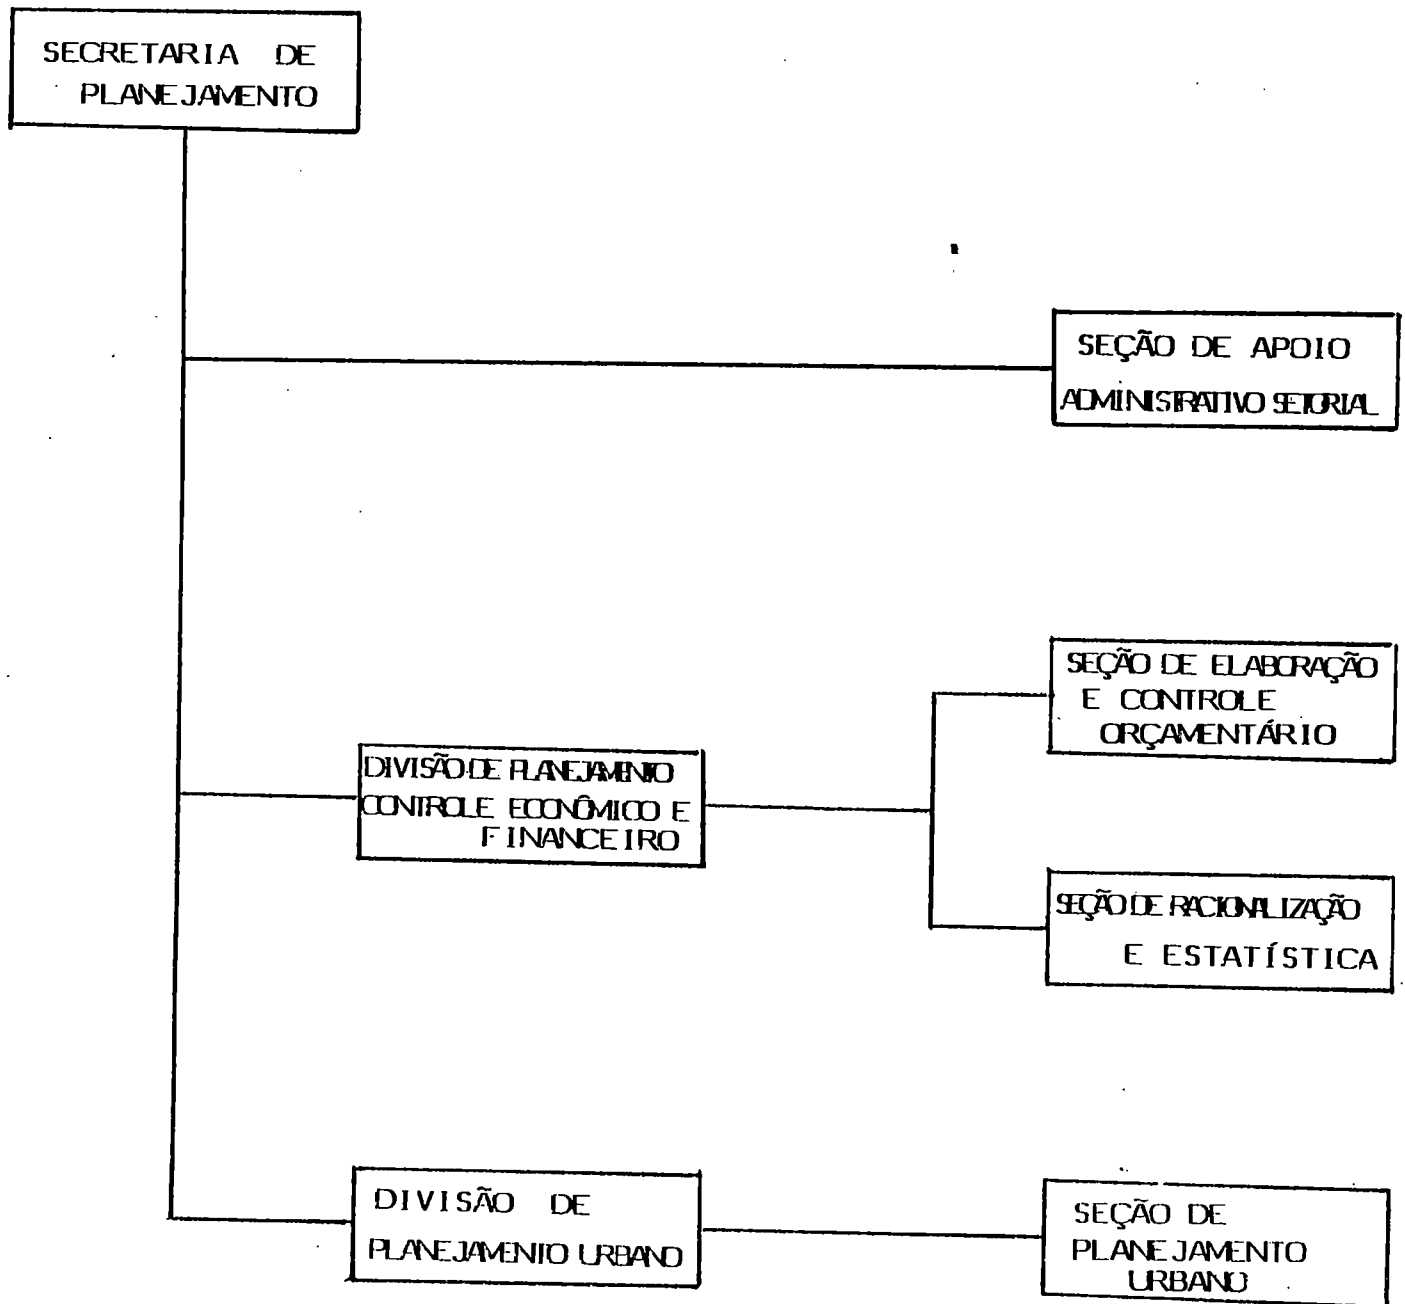 SECRETARIA DE
PLANEJAMENTO
SEÇÃO DE APOIO
ADMINISTRATIVO SETORIAL
SEÇÃO DE ELABORAÇÃO
E CONTROLE
ORÇAMENTÁRIO
DIVISÃO DE PLANEJAMENTO
CONTROLE ECONÔMICO E
FINANCEIRO
SEÇÃO DE RACIONALIZAÇÃO
E ESTATÍSTICA
DIVISÃO DE
PLANEJAMENTO URBANO
SEÇÃO DE
PLANEJAMENTO
URBANO